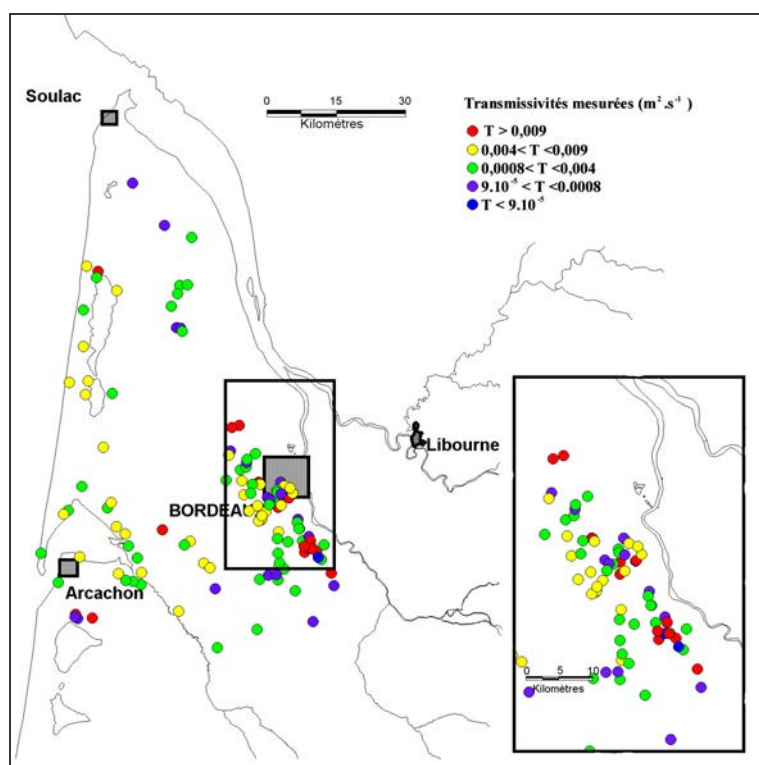 Soulac
0 15 30
Kilomètres
Transmissivités mesurées (m².s⁻¹)
T > 0,009
0,004< T <0,009
0,0008< T <0,004
9.10⁻⁵ < T <0.0008
T < 9.10⁻⁵
Libourne
BORDEAU
Arcachon
0 5 10
Kilomètres